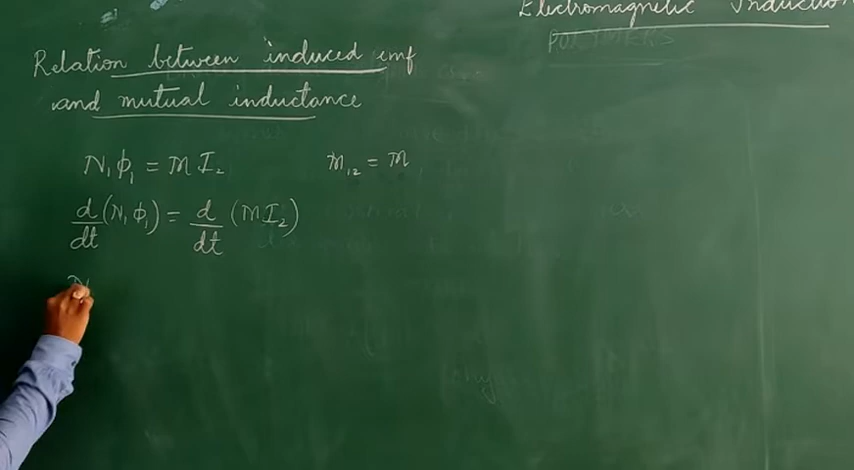 Electromagnetic Induction
Relation between induced emf
and mutual inductance
N₁ϕ₁ = M I₂
M₁₂ = M
d/dt (N₁ϕ₁) = d/dt (M I₂)
N